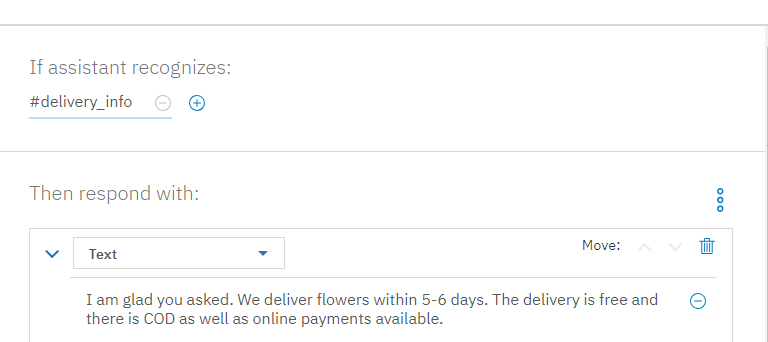 If assistant recognizes:
#delivery_info
Then respond with:
Text
Move:
I am glad you asked. We deliver flowers within 5-6 days. The delivery is free and
there is COD as well as online payments available.